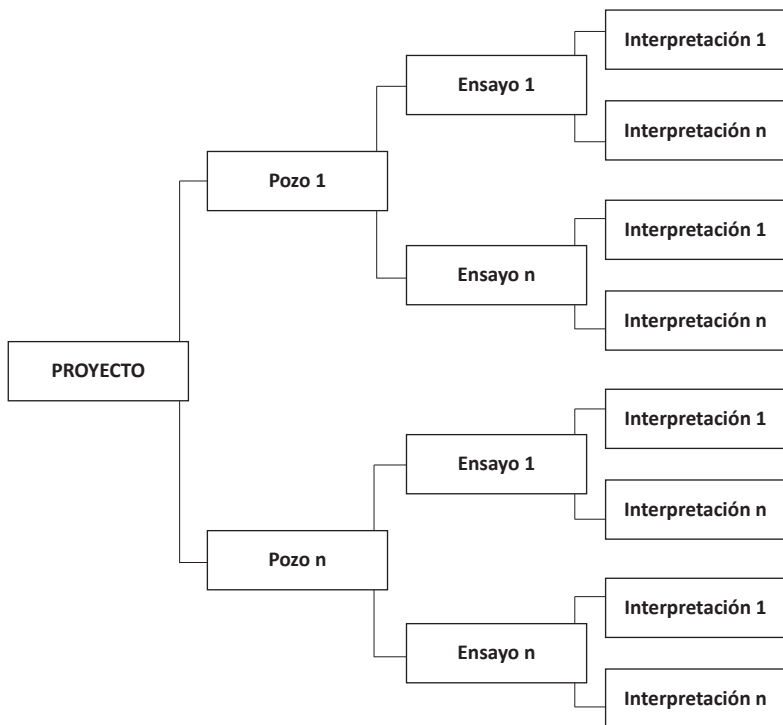 PROYECTO
Pozo 1
Ensayo 1
Interpretación 1
Interpretación n
Ensayo n
Interpretación 1
Interpretación n
Pozo n
Ensayo 1
Interpretación 1
Interpretación n
Ensayo n
Interpretación 1
Interpretación n